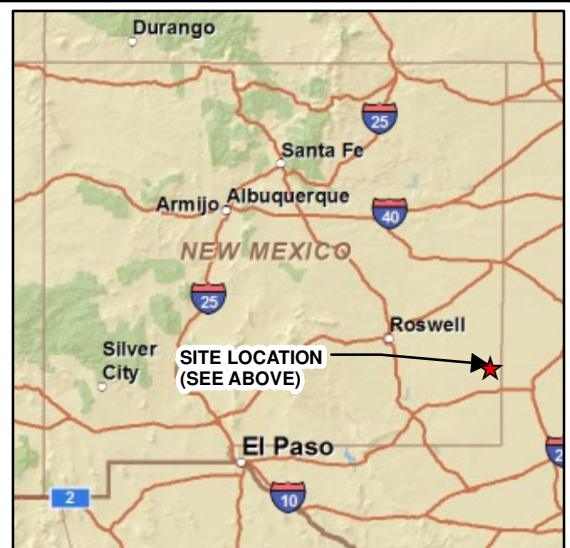 Durango
25
Santa Fe
Armijo Albuquerque
40
NEW MEXICO
25
Roswell
Silver
City
SITE LOCATION
(SEE ABOVE)
El Paso
2
10
2